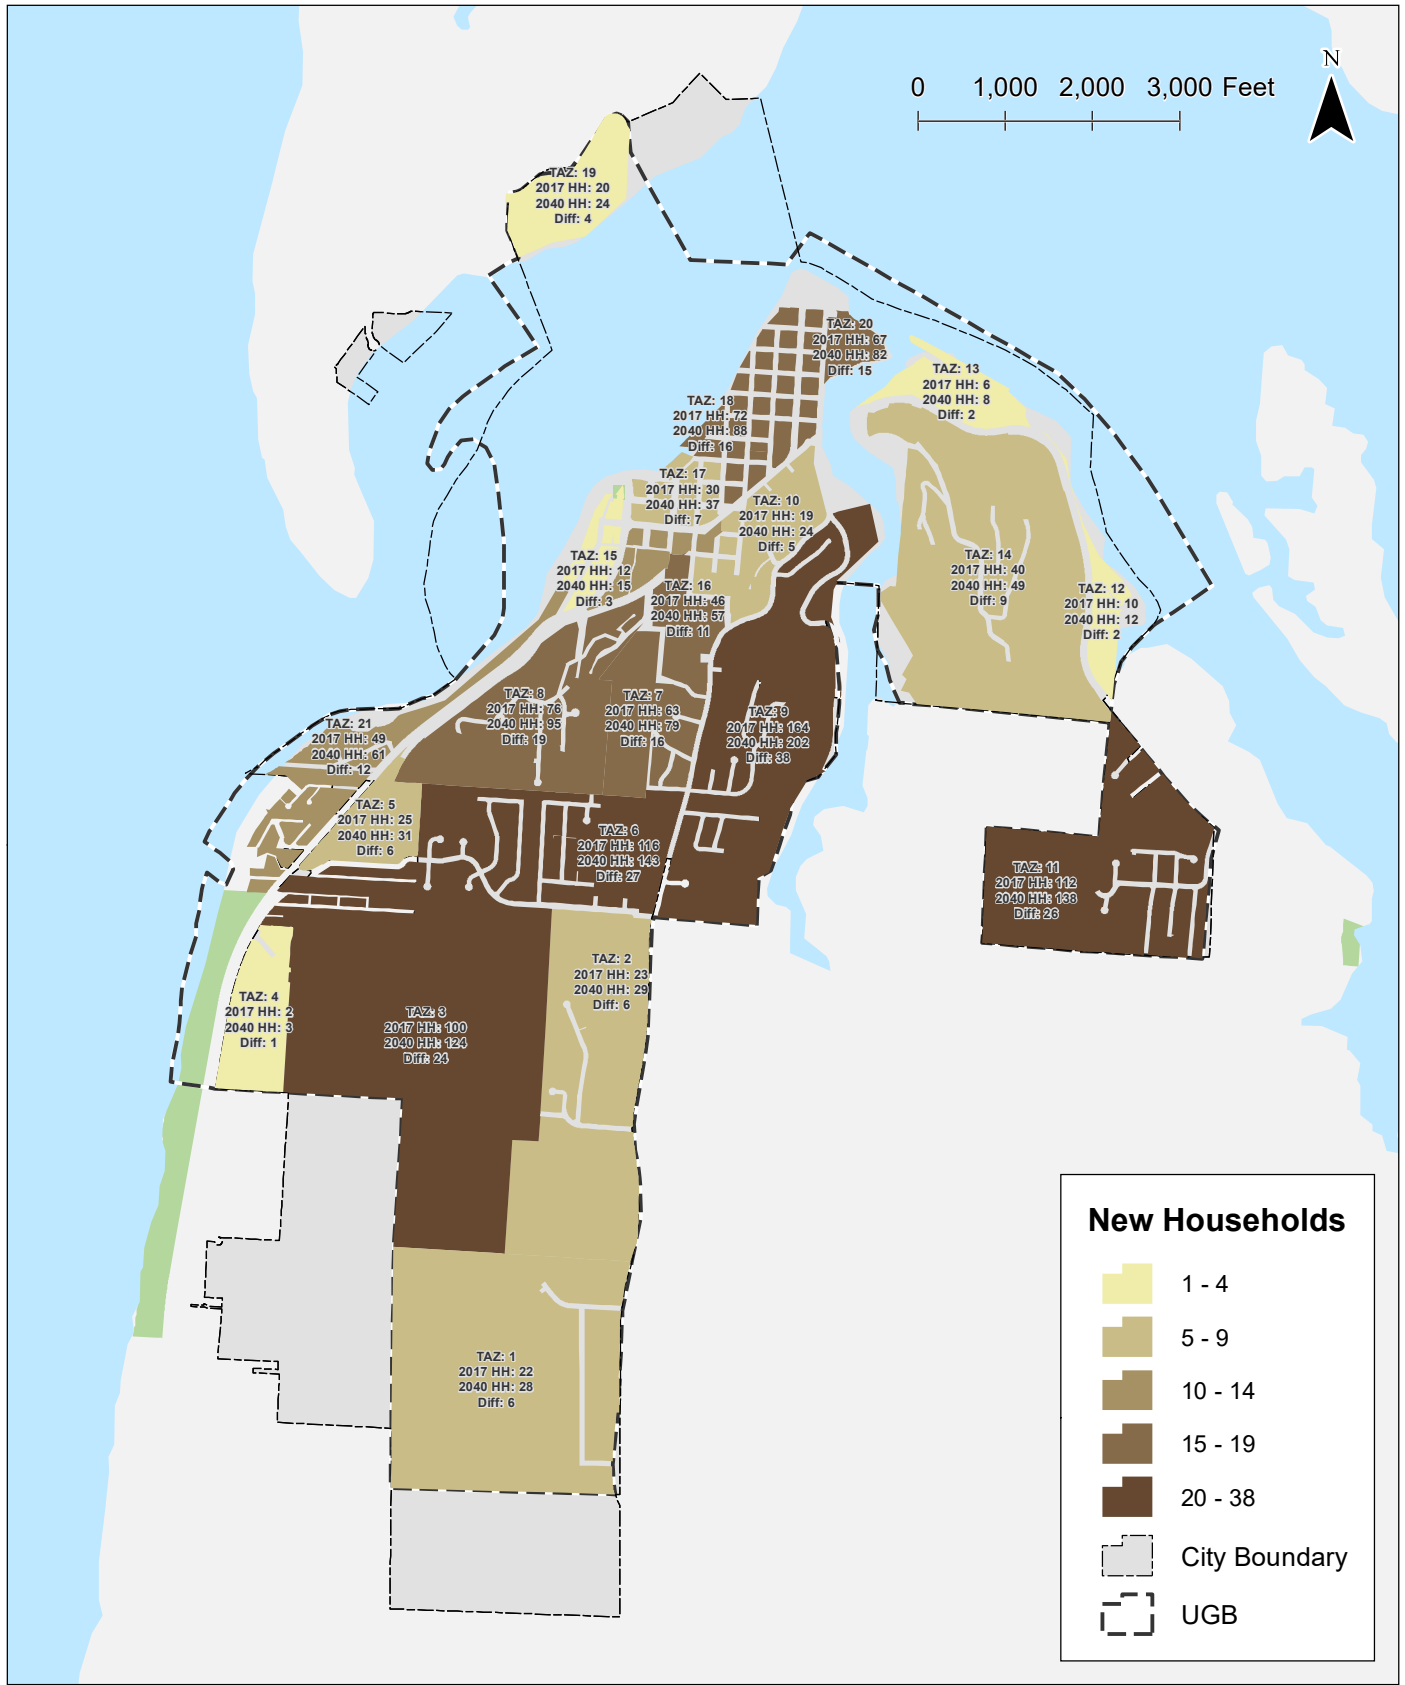 N
0 1,000 2,000 3,000 Feet
TAZ: 19
2017 HH: 20
2040 HH: 24
Diff: 4
TAZ: 20
2017 HH: 67
2040 HH: 82
Diff: 15
TAZ: 13
2017 HH: 6
2040 HH: 8
Diff: 2
TAZ: 18
2017 HH: 72
2040 HH: 88
Diff: 16
TAZ: 17
2017 HH: 30
2040 HH: 37
Diff: 7
TAZ: 10
2017 HH: 19
2040 HH: 24
Diff: 5
TAZ: 15
2017 HH: 12
2040 HH: 15
Diff: 3
TAZ: 16
2017 HH: 46
2040 HH: 57
Diff: 11
TAZ: 14
2017 HH: 40
2040 HH: 49
Diff: 9
TAZ: 12
2017 HH: 10
2040 HH: 12
Diff: 2
TAZ: 8
2017 HH: 76
2040 HH: 95
Diff: 19
TAZ: 7
2017 HH: 63
2040 HH: 79
Diff: 16
TAZ: 9
2017 HH: 164
2040 HH: 202
Diff: 38
TAZ: 21
2017 HH: 49
2040 HH: 61
Diff: 12
TAZ: 5
2017 HH: 25
2040 HH: 31
Diff: 6
TAZ: 6
2017 HH: 116
2040 HH: 143
Diff: 27
TAZ: 11
2017 HH: 112
2040 HH: 138
Diff: 26
TAZ: 2
2017 HH: 23
2040 HH: 29
Diff: 6
TAZ: 4
2017 HH: 2
2040 HH: 3
Diff: 1
TAZ: 3
2017 HH: 100
2040 HH: 124
Diff: 24
TAZ: 1
2017 HH: 22
2040 HH: 28
Diff: 6
New Households
1 - 4
5 - 9
10 - 14
15 - 19
20 - 38
City Boundary
UGB